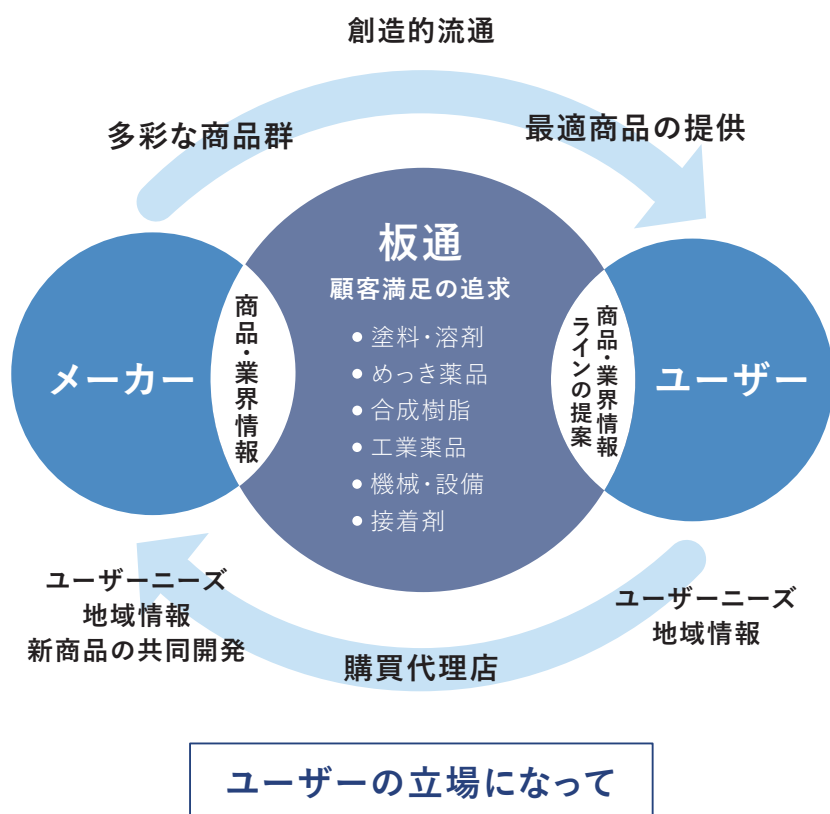 創造的流通
多彩な商品群
最適商品の提供
板通
顧客満足の追求
• 塗料・溶剤
• めっき薬品
• 合成樹脂
• 工業薬品
• 機械・設備
• 接着剤
メーカー
商品・業界情報
商品・業界情報
ラインの提案
ユーザー
ユーザーニーズ
地域情報
新商品の共同開発
ユーザーニーズ
地域情報
購買代理店
ユーザーの立場になって